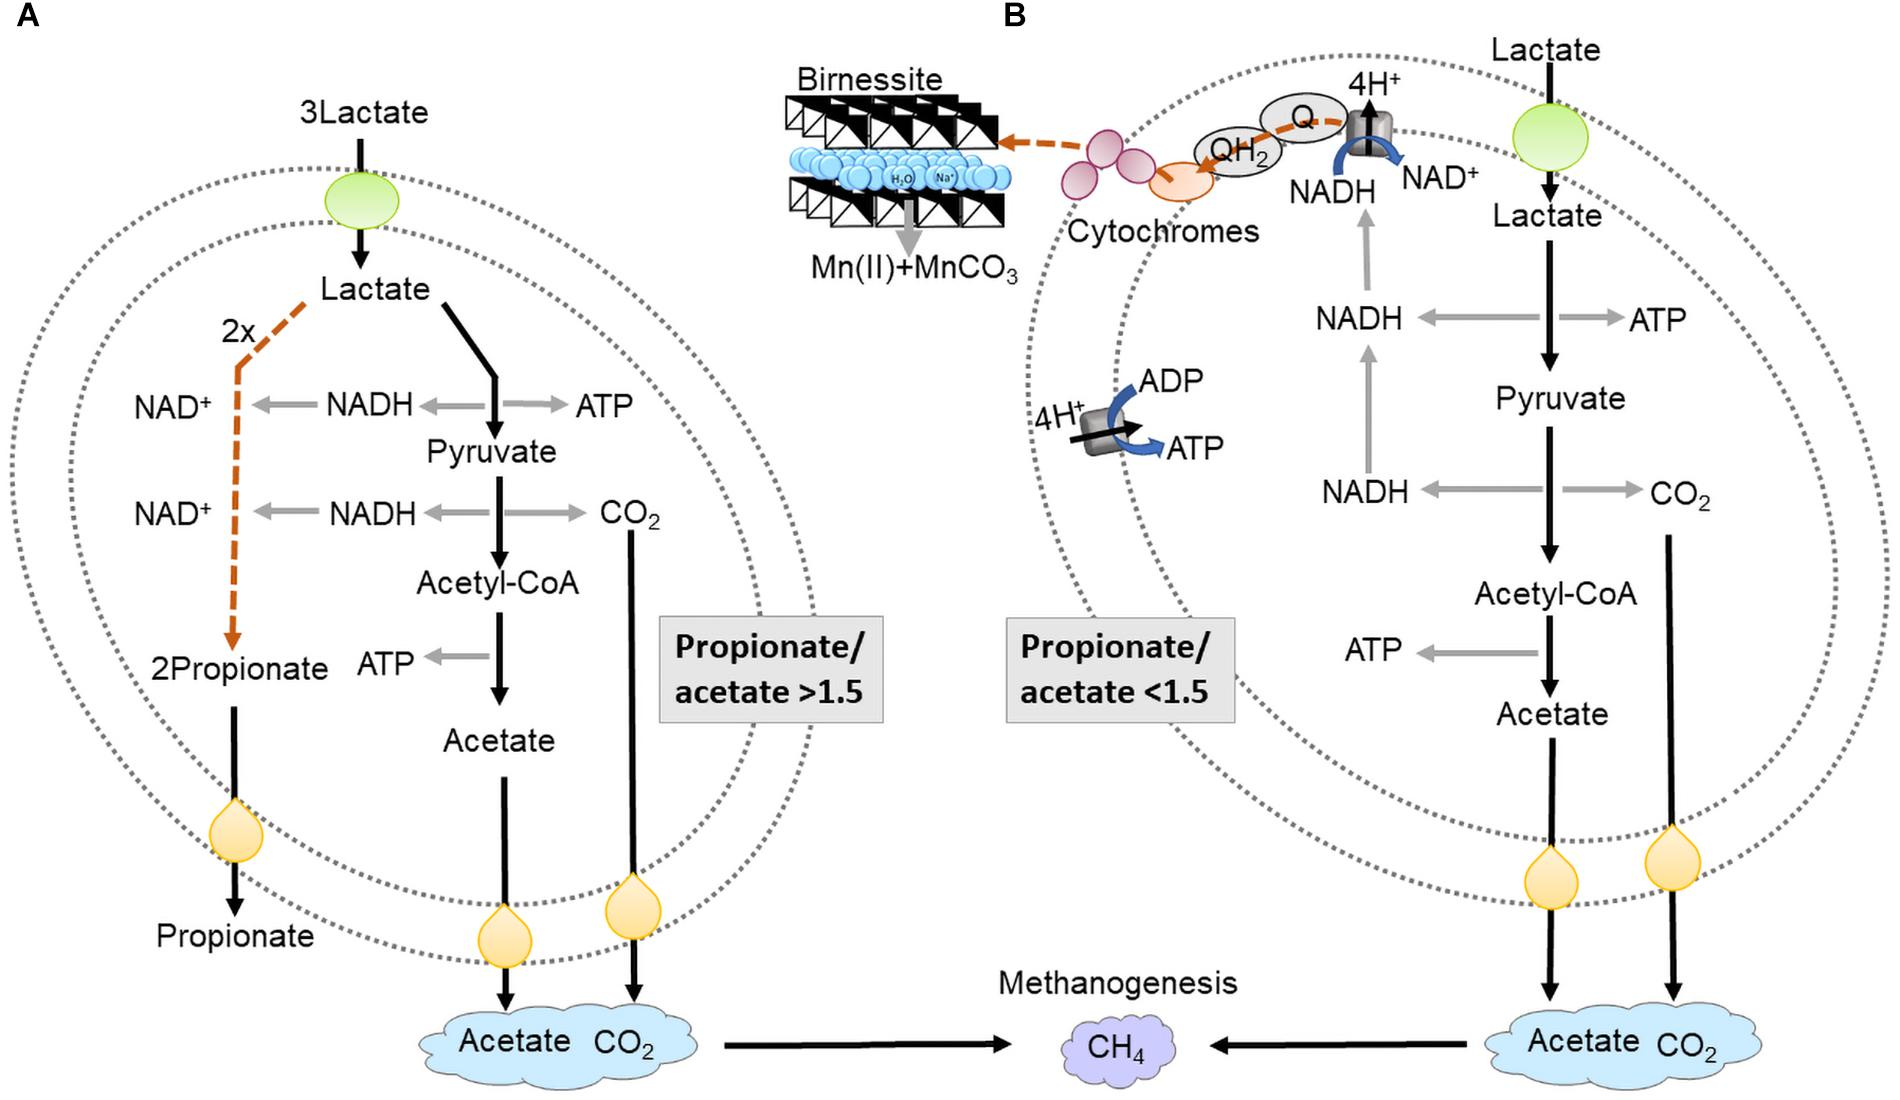 A
3Lactate
Lactate
2x
NAD⁺ NADH ATP
Pyruvate
NAD⁺ NADH CO₂
Acetyl-CoA
2Propionate ATP
Propionate/
acetate >1.5
Acetate
Propionate
Acetate CO₂
B
Birnessite
H₂O Na⁺
Mn(II)+MnCO₃
Cytochromes
QH₂ Q
4H⁺
NADH NAD⁺
Lactate
Lactate
NADH ATP
ADP
4H⁺
ATP
Pyruvate
NADH CO₂
Acetyl-CoA
Propionate/
acetate <1.5
ATP
Acetate
Methanogenesis
CH₄
Acetate CO₂